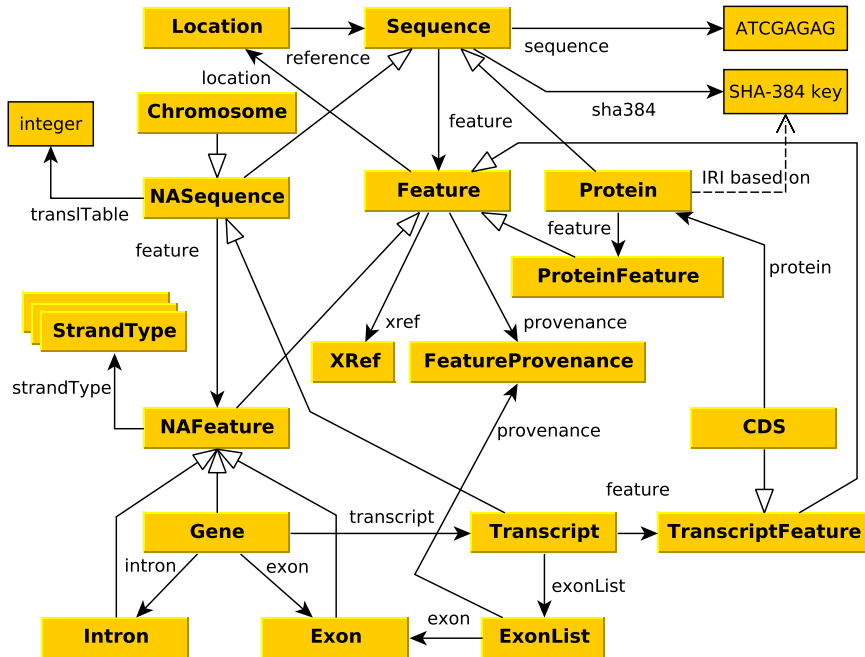 Location
Sequence
ATCGAGAG
reference
sequence
location
Chromosome
SHA-384 key
sha384
integer
feature
NASequence
Feature
Protein
IRI based on
translTable
feature
feature
protein
ProteinFeature
StrandType
xref
provenance
XRef
FeatureProvenance
strandType
NAFeature
provenance
CDS
feature
transcript
Gene
Transcript
TranscriptFeature
intron
exon
exonList
exon
Intron
Exon
ExonList